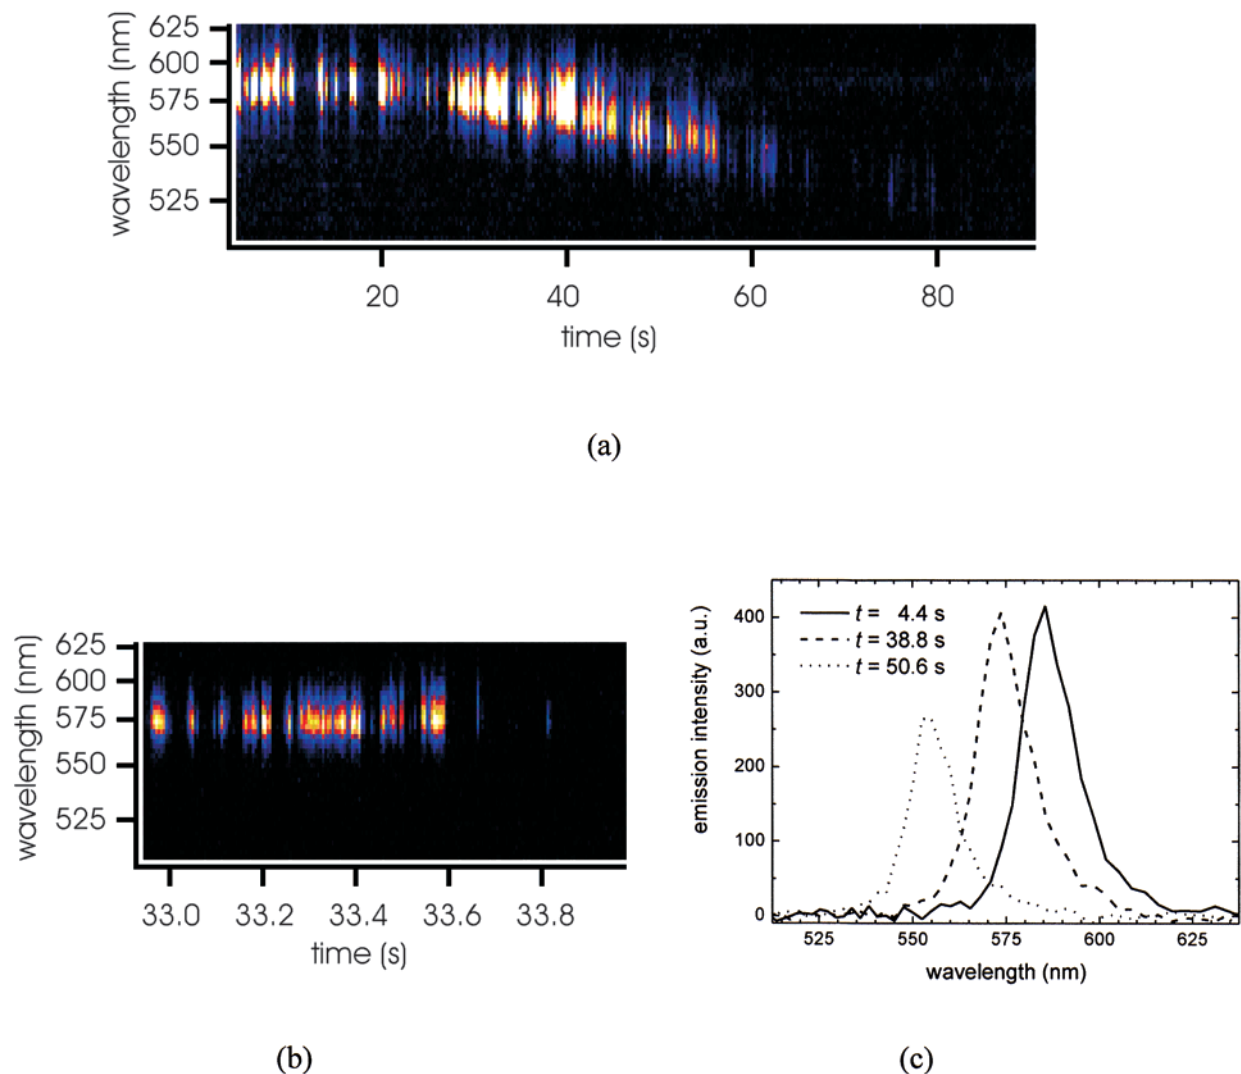 wavelength (nm)
625
600
575
550
525
20 40 60 80
time (s)
(a)
wavelength (nm)
625
600
575
550
525
33.0 33.2 33.4 33.6 33.8
time (s)
(b)
emission intensity (a.u.)
400
300
200
100
0
t = 4.4 s
t = 38.8 s
t = 50.6 s
525 550 575 600 625
wavelength (nm)
(c)